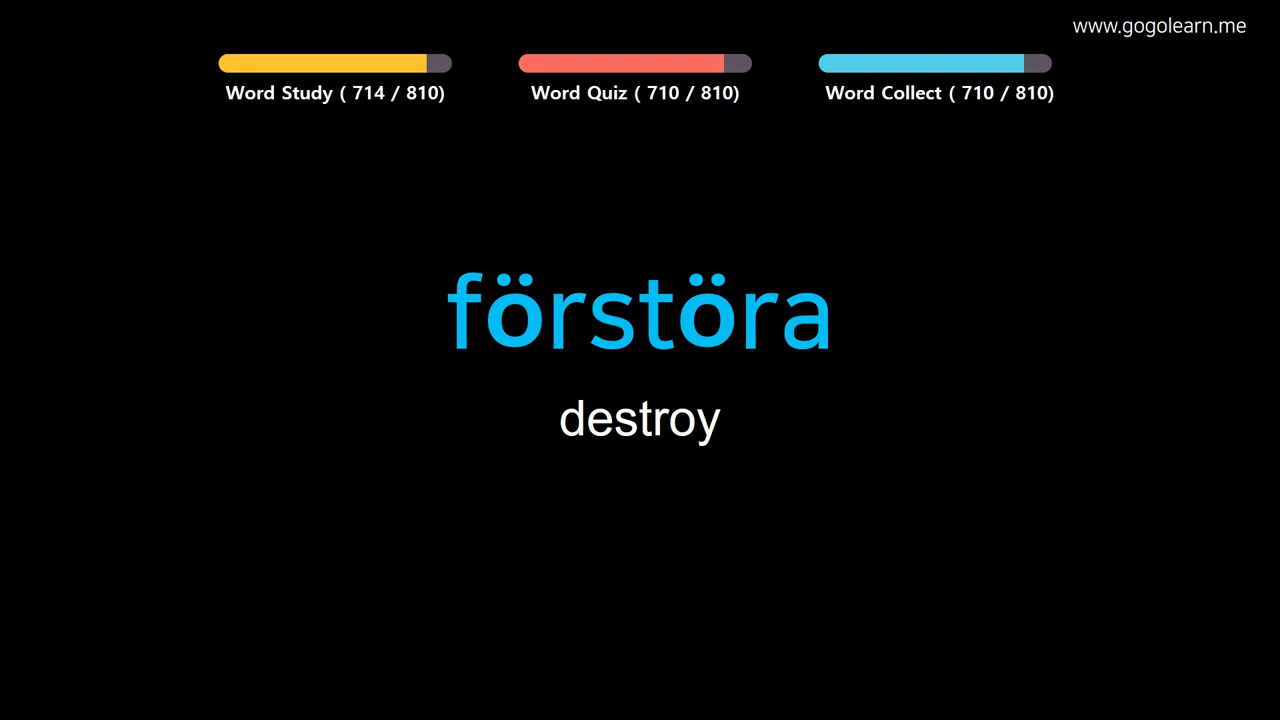 www.gogolearn.me
Word Study ( 714 / 810)
Word Quiz ( 710 / 810)
Word Collect ( 710 / 810)
förstöra
destroy